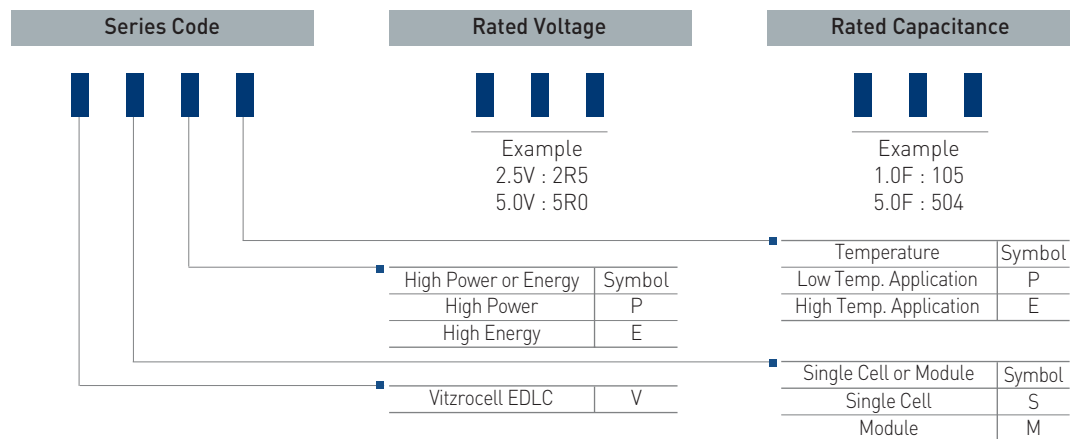 Series Code
Rated Voltage
Rated Capacitance
Example
2.5V : 2R5
5.0V : 5R0
Example
1.0F : 105
5.0F : 504
Temperature Symbol
Low Temp. Application P
High Temp. Application E
High Power or Energy Symbol
High Power P
High Energy E
Single Cell or Module Symbol
Single Cell S
Module M
Vitzrocell EDLC V